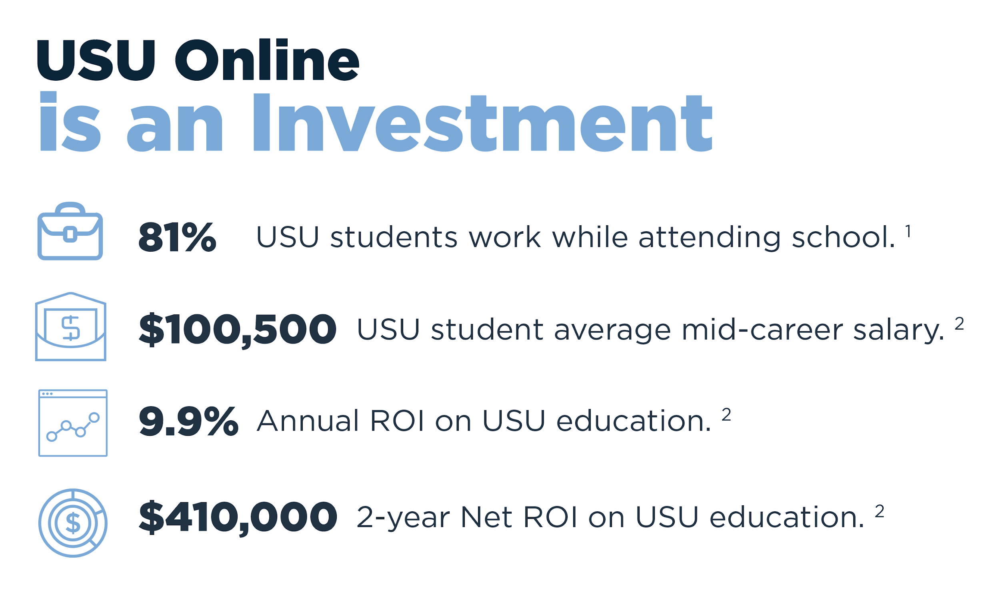 USU Online
is an Investment
81% USU students work while attending school. 1
$100,500 USU student average mid-career salary. 2
9.9% Annual ROI on USU education. 2
$410,000 2-year Net ROI on USU education. 2